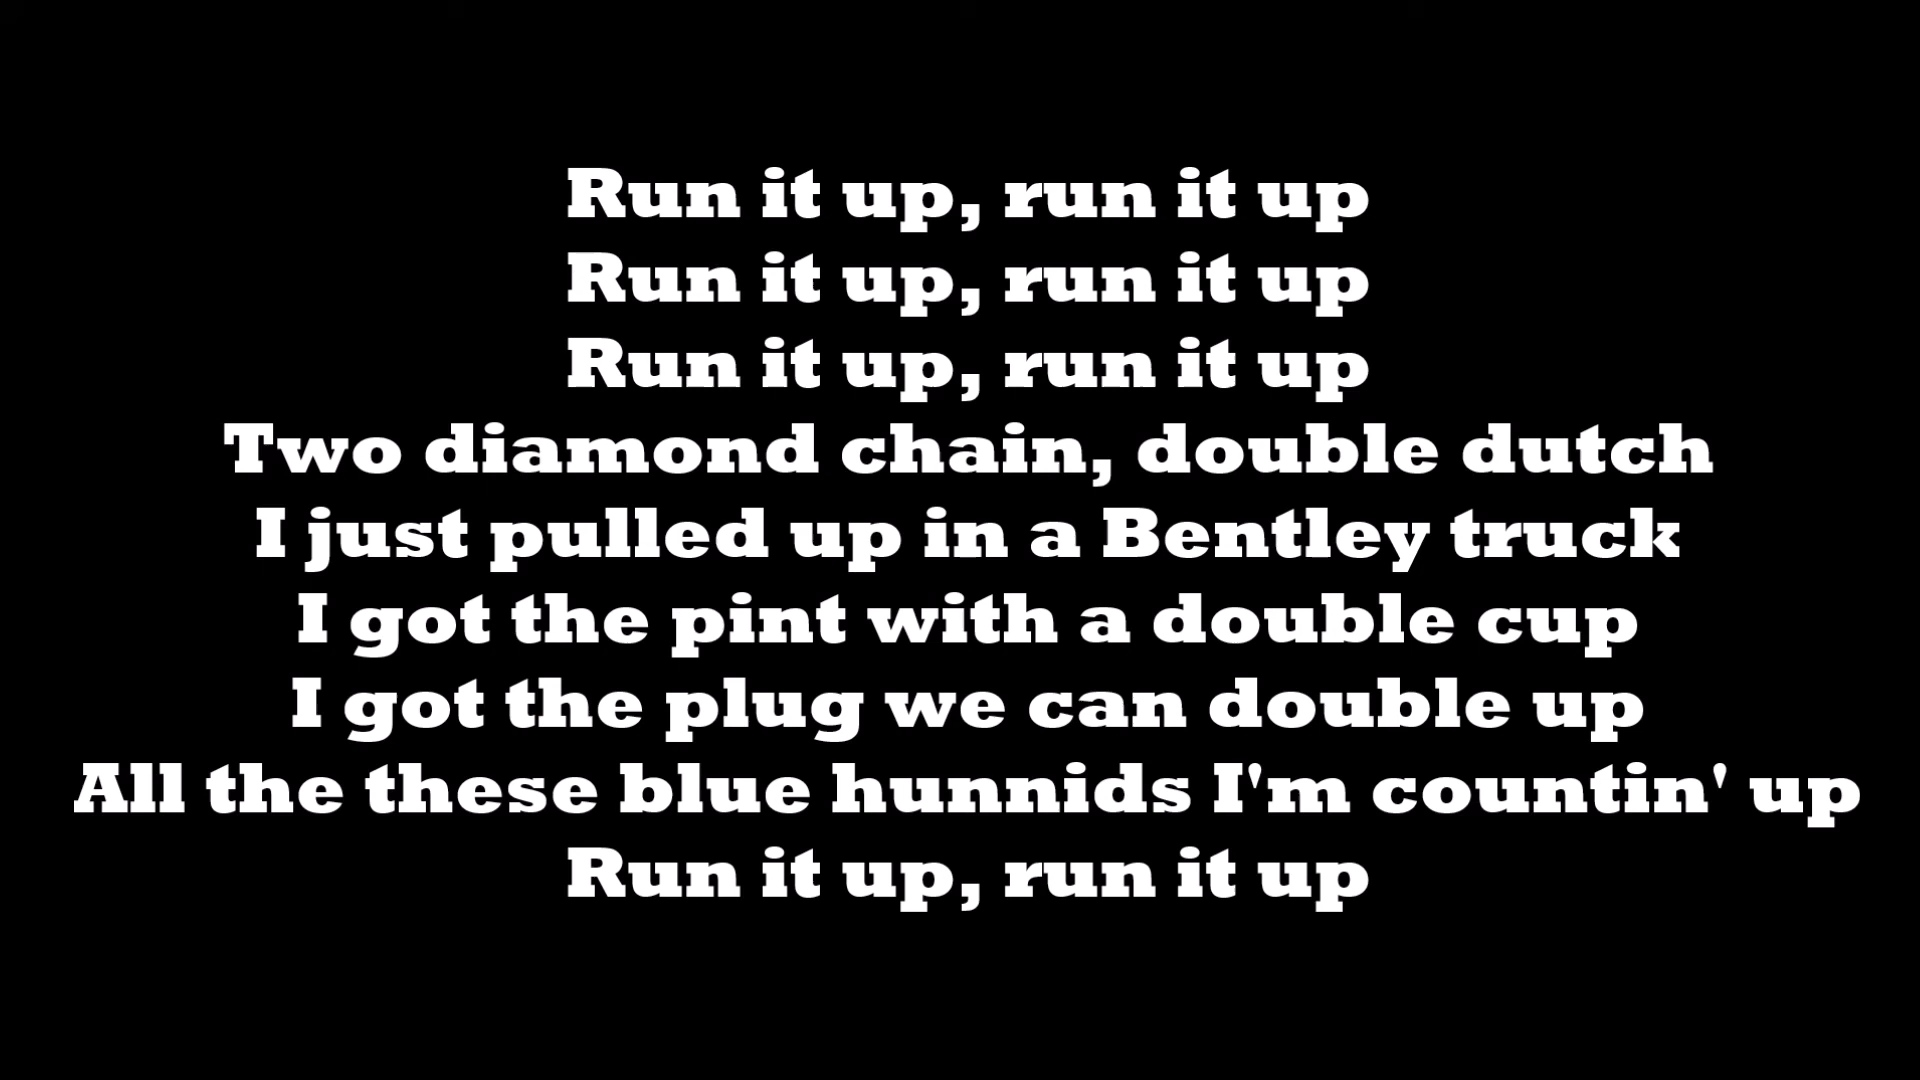 Run it up, run it up
Run it up, run it up
Run it up, run it up
Two diamond chain, double dutch
I just pulled up in a Bentley truck
I got the pint with a double cup
I got the plug we can double up
All the these blue hunnids I'm countin' up
Run it up, run it up